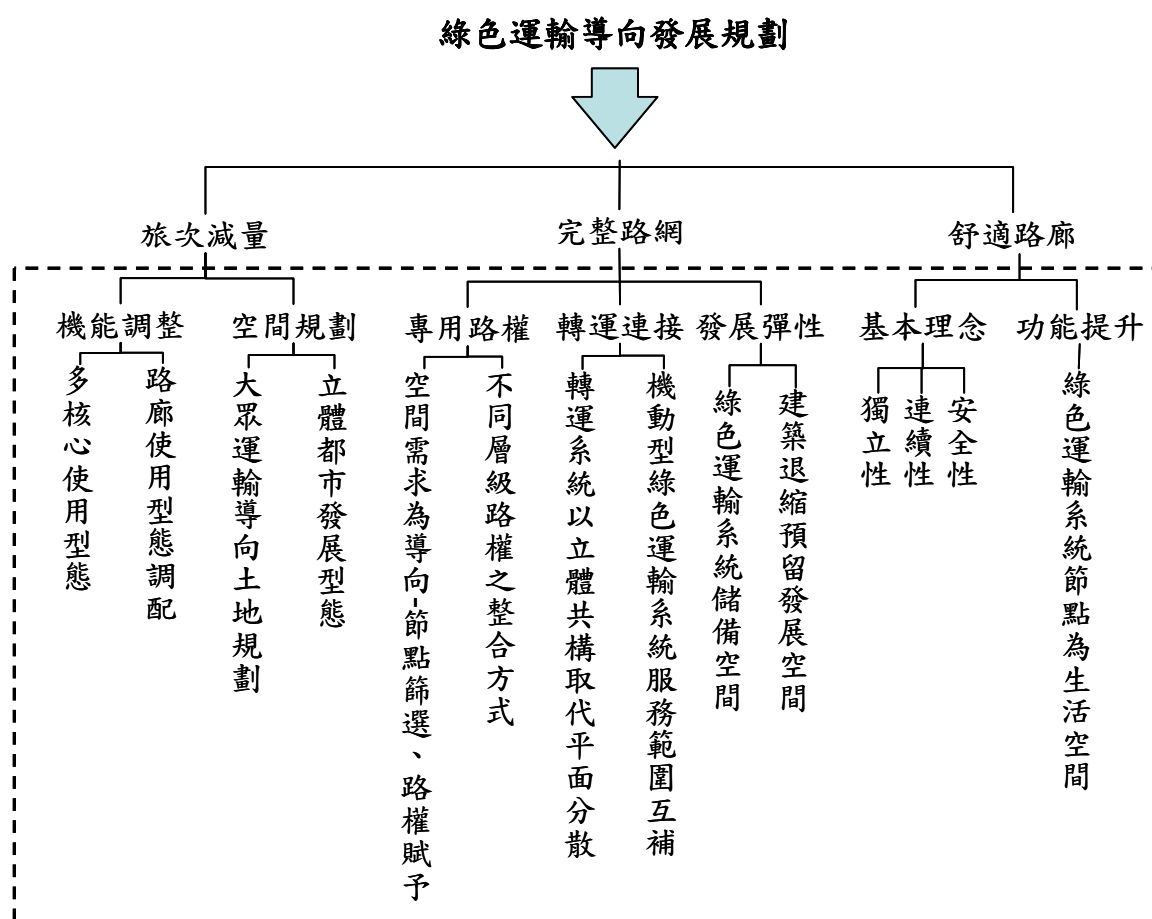 綠色運輸導向發展規劃
旅次減量
完整路網
舒適路廊
機能調整
空間規劃
專用路權
轉運連接
發展彈性
基本理念
功能提升
多核心使用型態
路廊使用型態調配
大眾運輸導向土地規劃
立體都市發展型態
空間需求為導向-節點篩選、路權賦予
不同層級路權之整合方式
轉運系統以立體共構取代平面分散
機動型綠色運輸系統服務範圍互補
綠色運輸系統儲備空間
建築退縮預留發展空間
獨立性
連續性
安全性
綠色運輸系統節點為生活空間